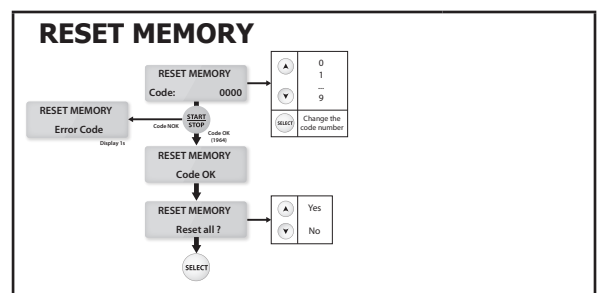 RESET MEMORY
RESET MEMORY
Code: 0000
0
1
...
9
SELECT
Change the
code number
RESET MEMORY
Error Code
Display 1s
Code NOK
START
STOP
Code OK
(1964)
RESET MEMORY
Code OK
RESET MEMORY
Reset all ?
Yes
No
SELECT